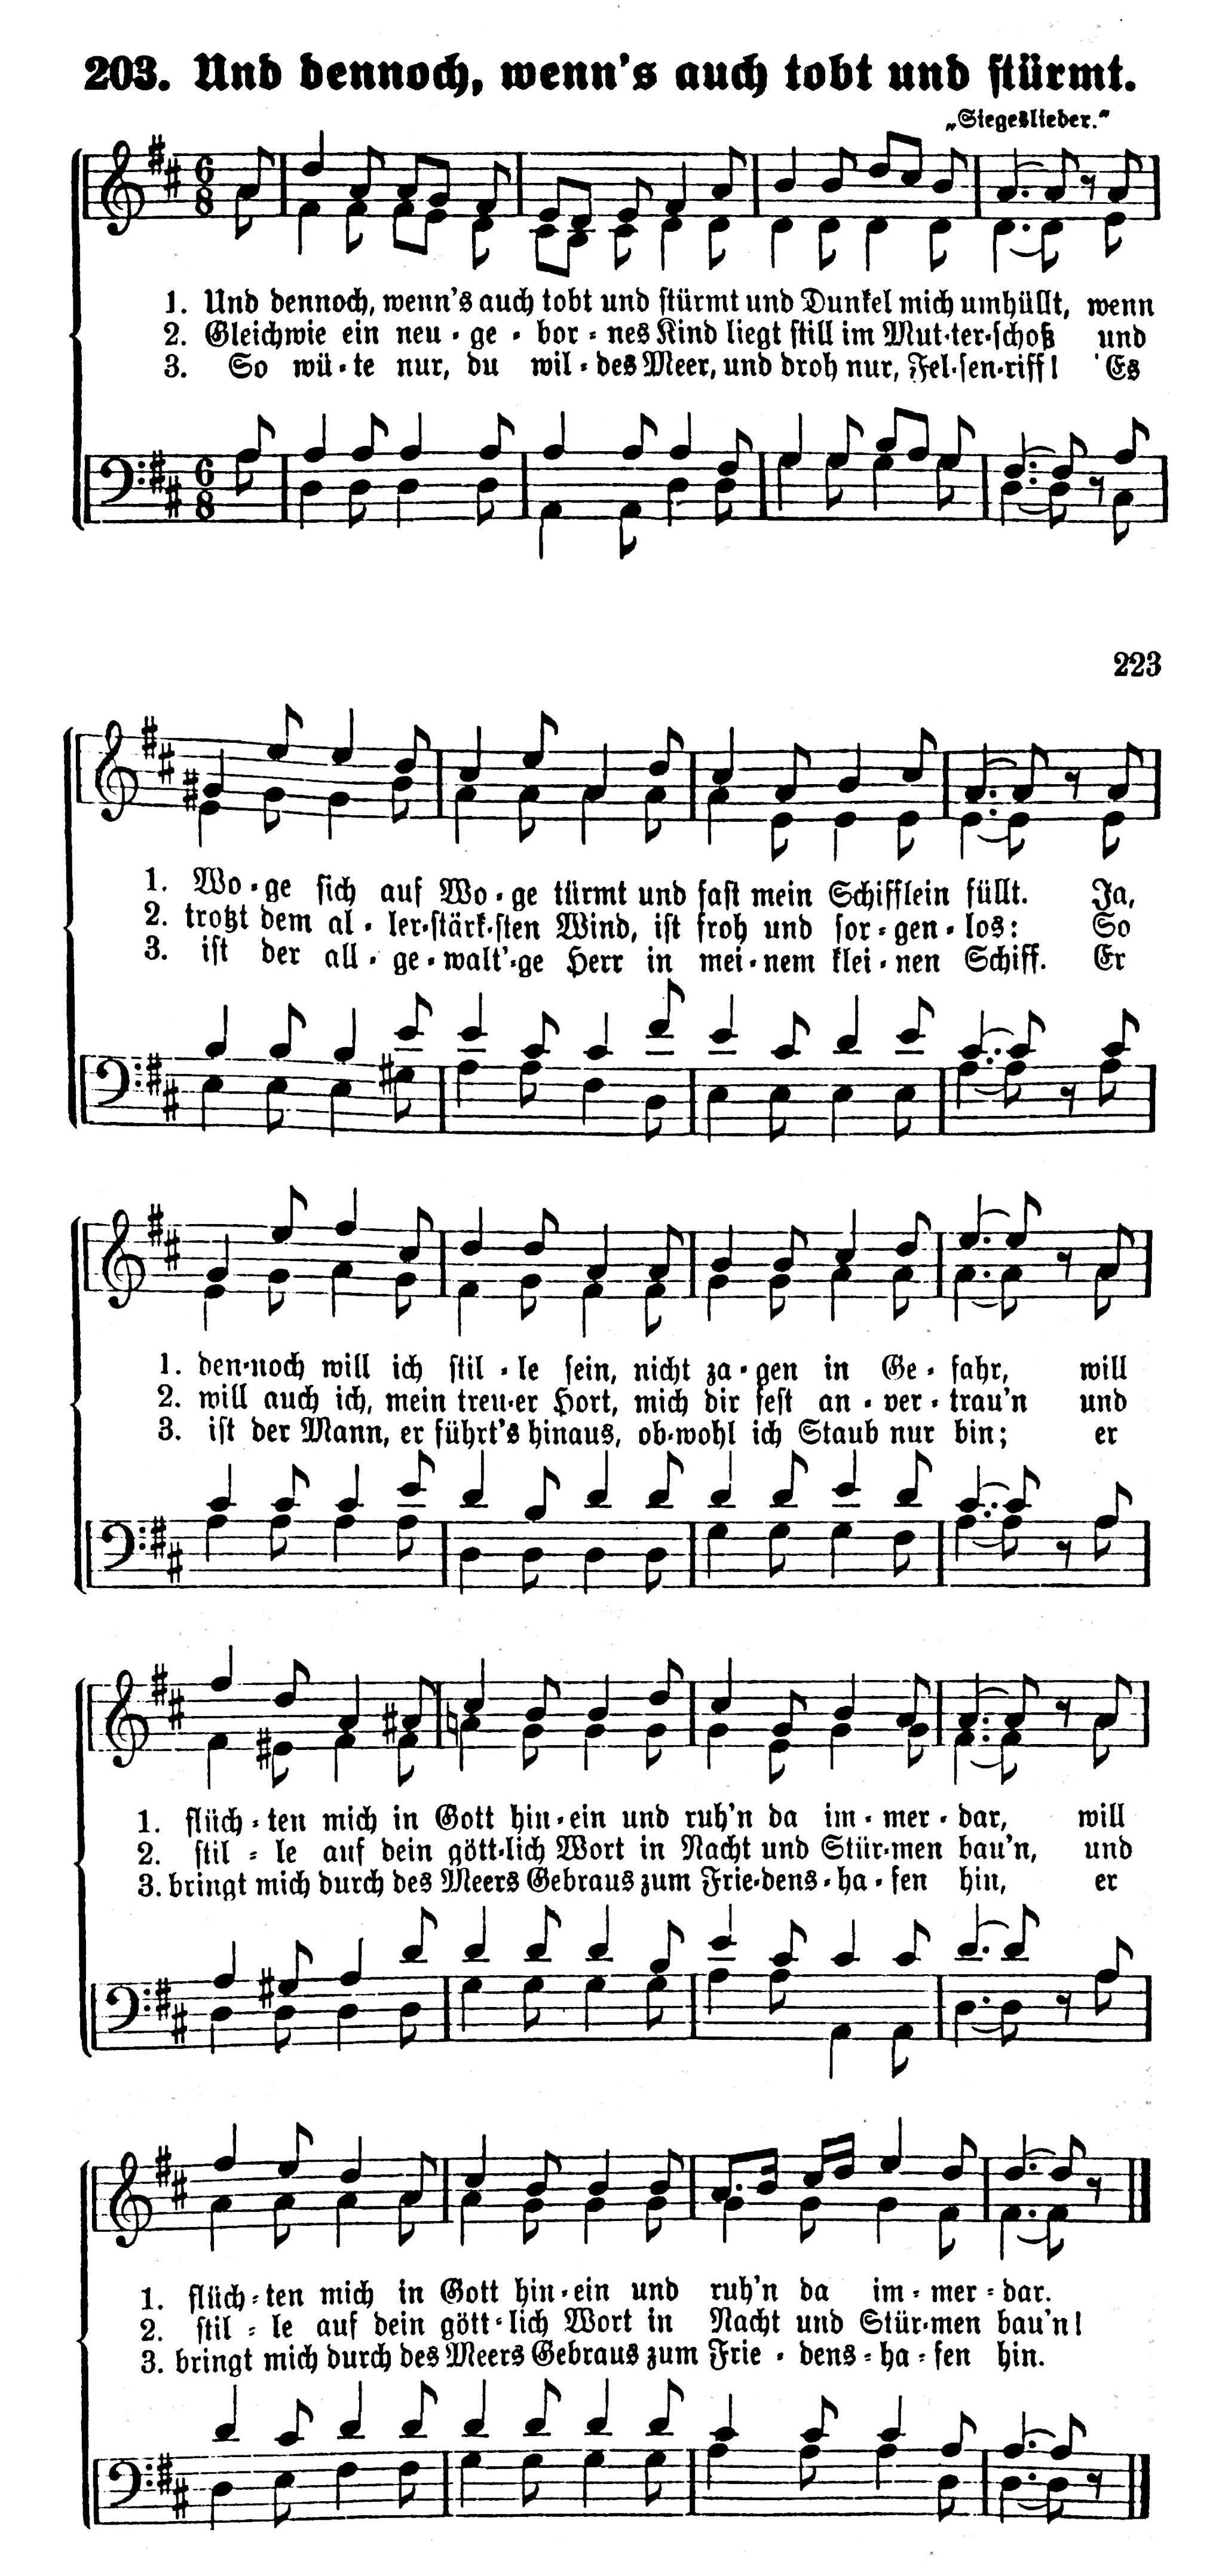 203. Und dennoch, wenn's auch tobt und stürmt.
„Siegeslieder.“
1. Und dennoch, wenn's auch tobt und stürmt und Dunkel mich umhüllt, wenn
2. Gleichwie ein neu-ge-bor-nes Kind liegt still im Mut-ter-schoß und
3. So wü-te nur, du wil-des Meer, und droh nur, Fel-sen-riff! Es
223
1. Wo-ge sich auf Wo-ge türmt und fast mein Schifflein füllt. Ja,
2. trotzt dem al-ler-stärk-sten Wind, ist froh und sor-gen-los: So
3. ist der all-ge-walt'-ge Herr in mei-nem klei-nen Schiff. Er
1. den-noch will ich stil-le sein, nicht za-gen in Ge-fahr, will
2. will auch ich, mein treu-er Hort, mich dir fest an-ver-trau'n und
3. ist der Mann, er führt's hinaus, ob-wohl ich Staub nur bin; er
1. flüch-ten mich in Gott hin-ein und ruh'n da im-mer-dar, will
2. stil-le auf dein gött-lich Wort in Nacht und Stür-men bau'n, und
3. bringt mich durch des Meers Gebraus zum Frie-dens-ha-fen hin, er
1. flüch-ten mich in Gott hin-ein und ruh'n da im-mer-dar.
2. stil-le auf dein gött-lich Wort in Nacht und Stür-men bau'n!
3. bringt mich durch des Meers Gebraus zum Frie-dens-ha-fen hin.